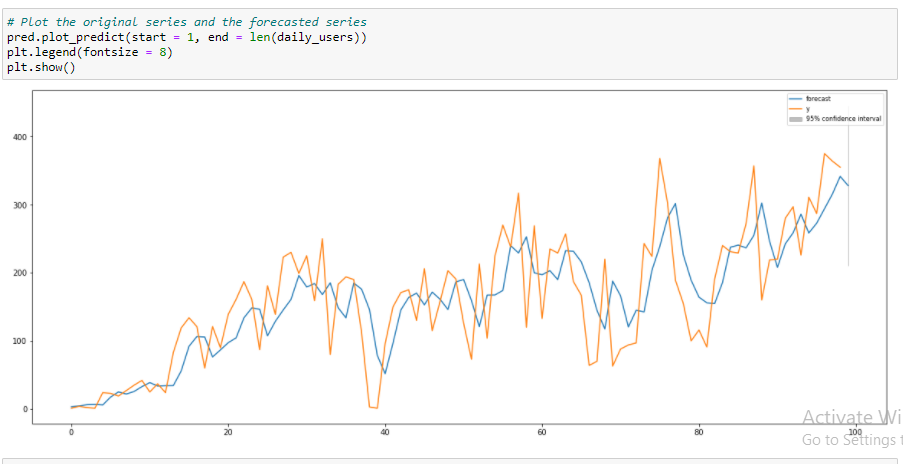 # Plot the original series and the forecasted series
pred.plot_predict(start = 1, end = len(daily_users))
plt.legend(fontsize = 8)
plt.show()
forecast
y
95% confidence interval
400
300
200
100
0
0 20 40 60 80 100
Activate Wi
Go to Settings t